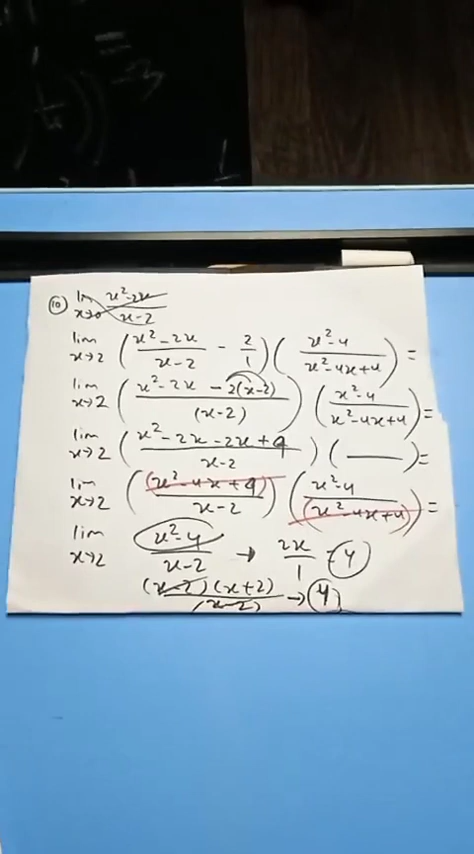 = -3
⑩ lim x→0 x²-2x / x-2
lim x→2 ( x²-2x / x-2 - 2/1 ) ( x²-4 / x²-4x+4 ) =
lim x→2 ( x²-2x-2(x-2) / (x-2) ) ( x²-4 / x²-4x+4 ) =
lim x→2 ( x²-2x-2x+4 / x-2 ) ( — ) =
lim x→2 ( (x²-4x+4) / x-2 ) ( x²-4 / (x²-4x+4) ) =
lim x→2 x²-4 / x-2 → 2x / 1 = 4
(x-2)(x+2) / (x-2) → 4